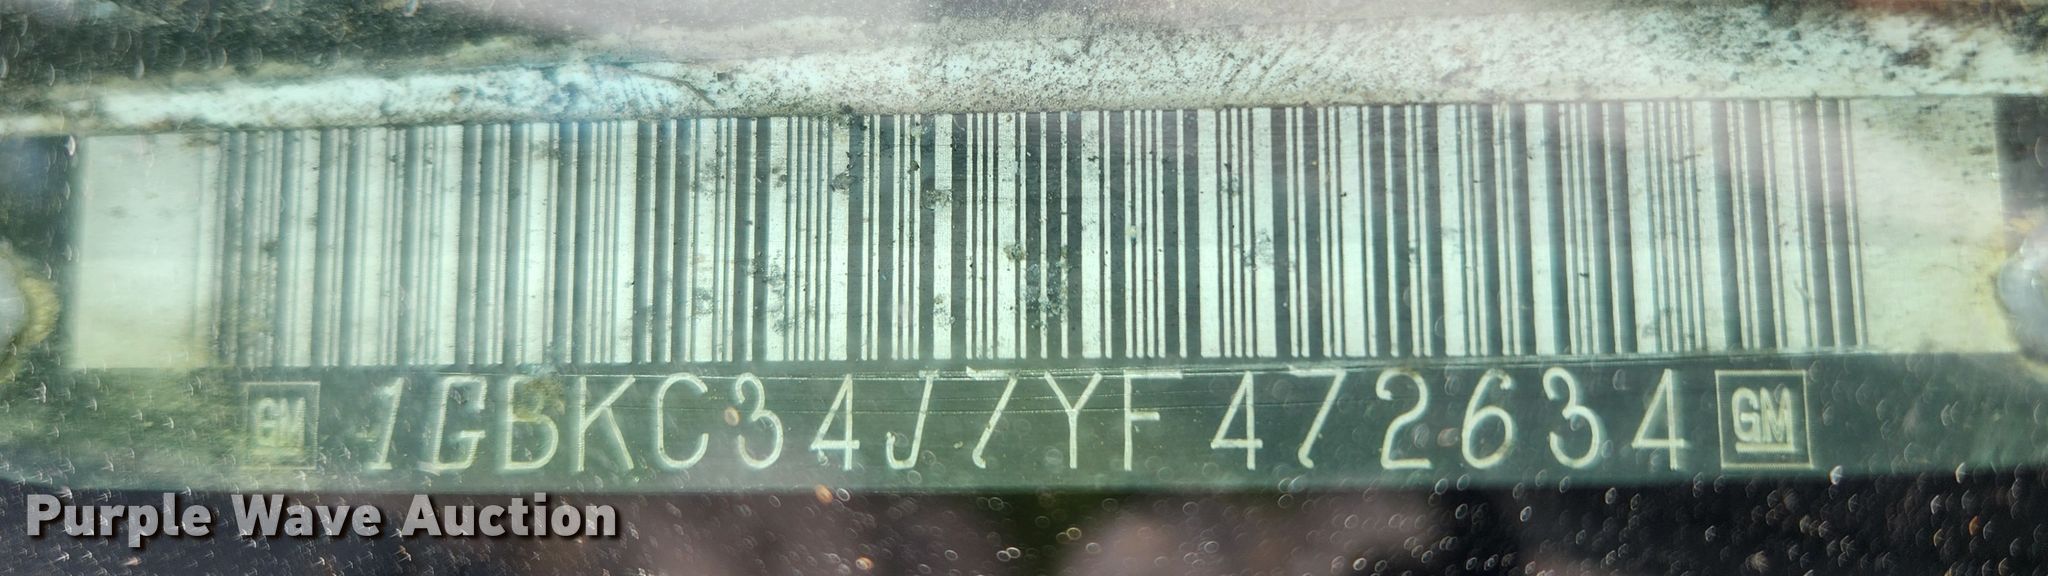 GM 1GBKC34J7YF472634 GM
Purple Wave Auction